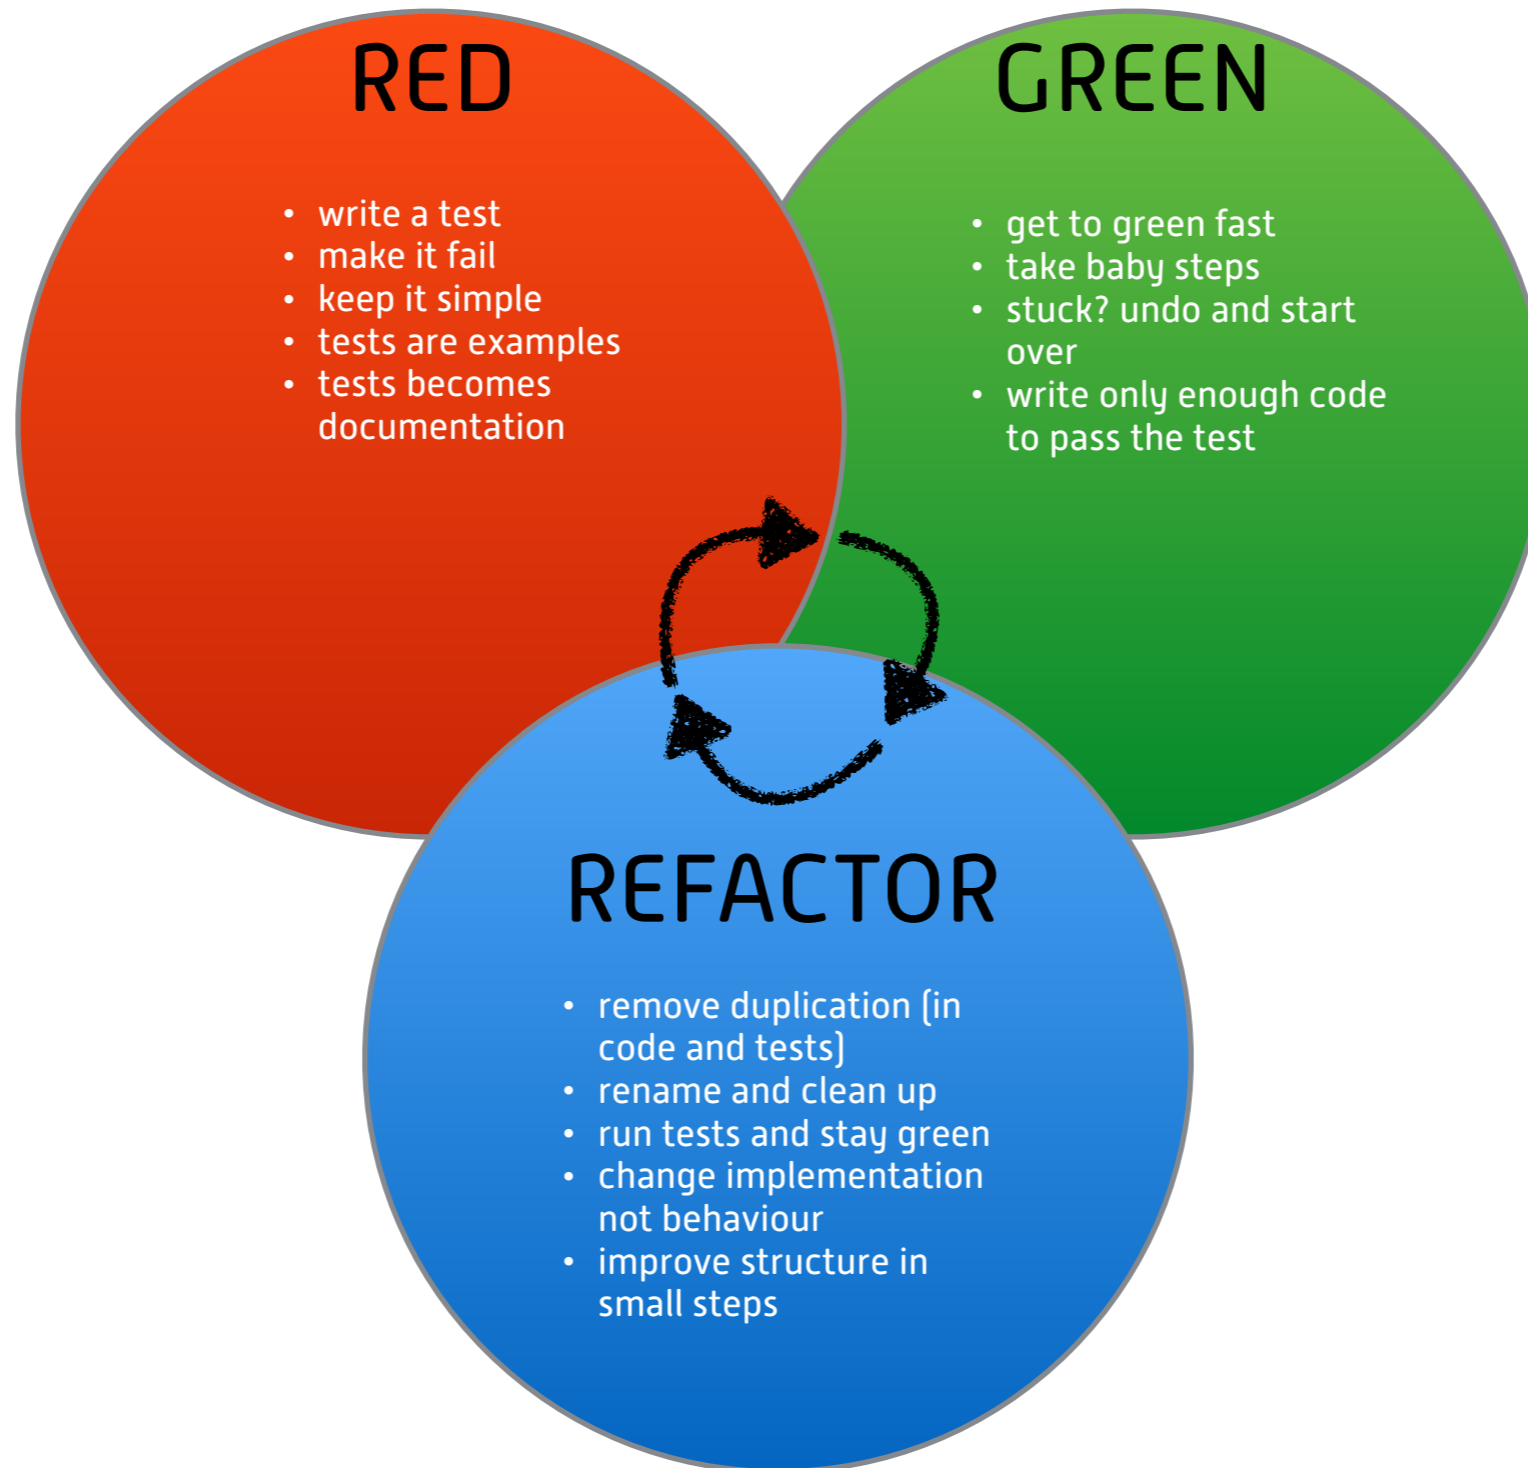 RED
• write a test
• make it fail
• keep it simple
• tests are examples
• tests becomes
documentation
GREEN
• get to green fast
• take baby steps
• stuck? undo and start
over
• write only enough code
to pass the test
REFACTOR
• remove duplication (in
code and tests)
• rename and clean up
• run tests and stay green
• change implementation
not behaviour
• improve structure in
small steps